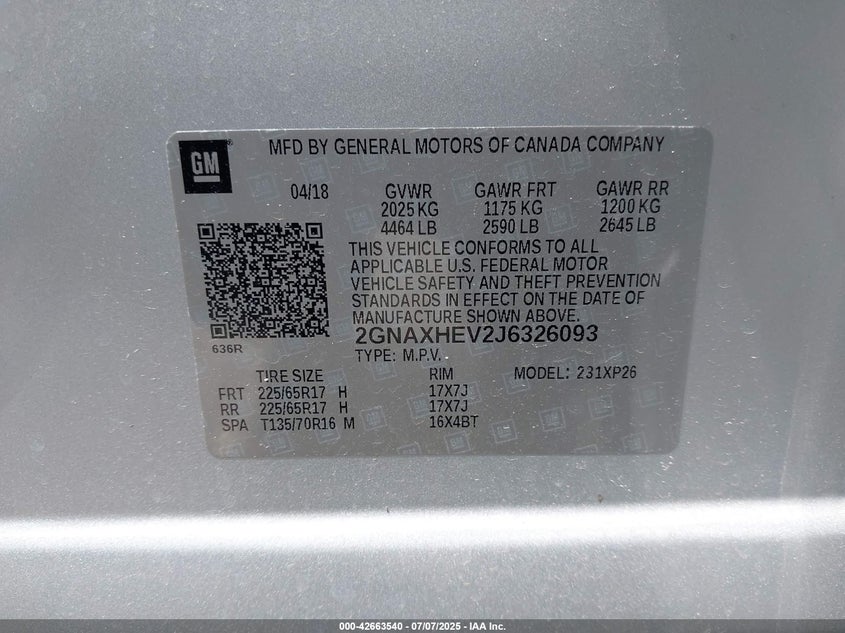 GM
MFD BY GENERAL MOTORS OF CANADA COMPANY
04/18 GVWR GAWR FRT GAWR RR
2025 KG 1175 KG 1200 KG
4464 LB 2590 LB 2645 LB
THIS VEHICLE CONFORMS TO ALL
APPLICABLE U.S. FEDERAL MOTOR
VEHICLE SAFETY AND THEFT PREVENTION
STANDARDS IN EFFECT ON THE DATE OF
MANUFACTURE SHOWN ABOVE.
2GNAXHEV2J6326093
636R
TYPE: M.P.V.
TIRE SIZE RIM MODEL: 231XP26
FRT 225/65R17 H 17X7J
RR 225/65R17 H 17X7J
SPA T135/70R16 M 16X4BT
000-42663540 - 07/07/2025 - IAA Inc.